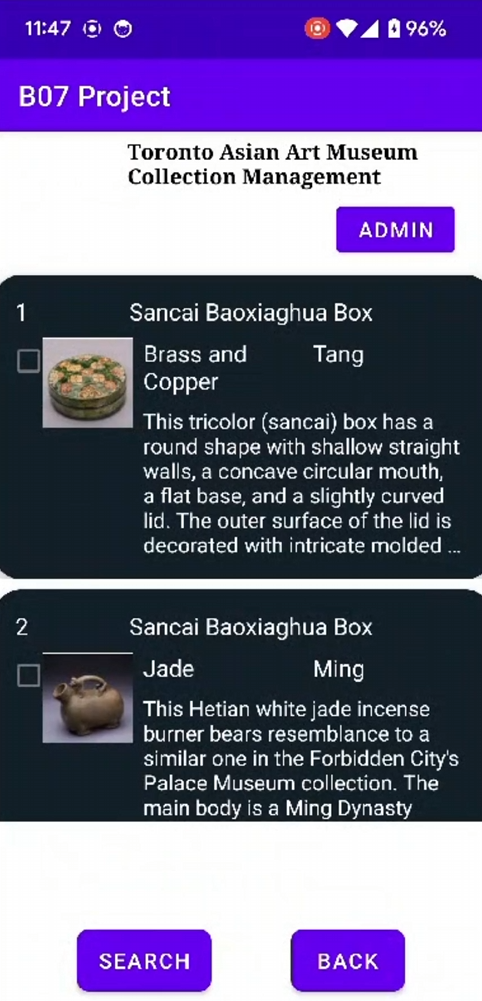 11:47 96%
B07 Project
Toronto Asian Art Museum
Collection Management
ADMIN
1 Sancai Baoxiaghua Box
Brass and Tang
Copper
This tricolor (sancai) box has a
round shape with shallow straight
walls, a concave circular mouth,
a flat base, and a slightly curved
lid. The outer surface of the lid is
decorated with intricate molded ...
2 Sancai Baoxiaghua Box
Jade Ming
This Hetian white jade incense
burner bears resemblance to a
similar one in the Forbidden City's
Palace Museum collection. The
main body is a Ming Dynasty
SEARCH BACK